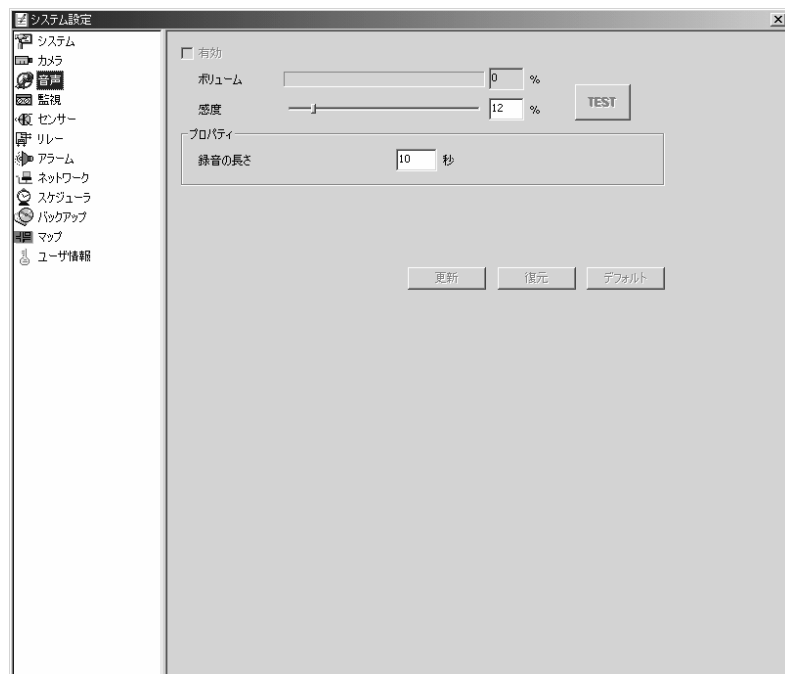 システム設定
システム
カメラ
音声
監視
センサー
リレー
アラーム
ネットワーク
スケジューラ
バックアップ
マップ
ユーザ情報
有効
ボリューム 0 %
感度 12 %
TEST
プロパティ
録音の長さ 10 秒
更新 復元 デフォルト